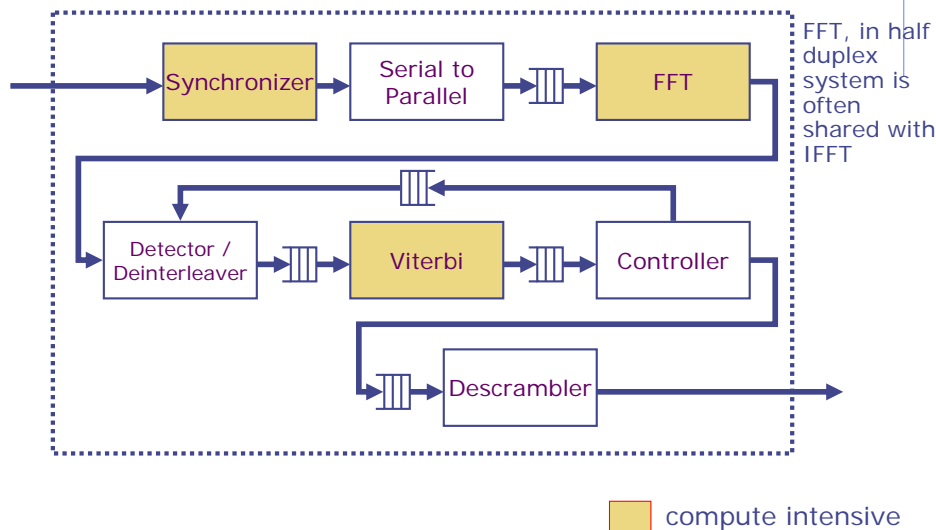 Synchronizer
Serial to
Parallel
FFT
FFT, in half
duplex
system is
often
shared with
IFFT
Detector /
Deinterleaver
Viterbi
Controller
Descrambler
compute intensive